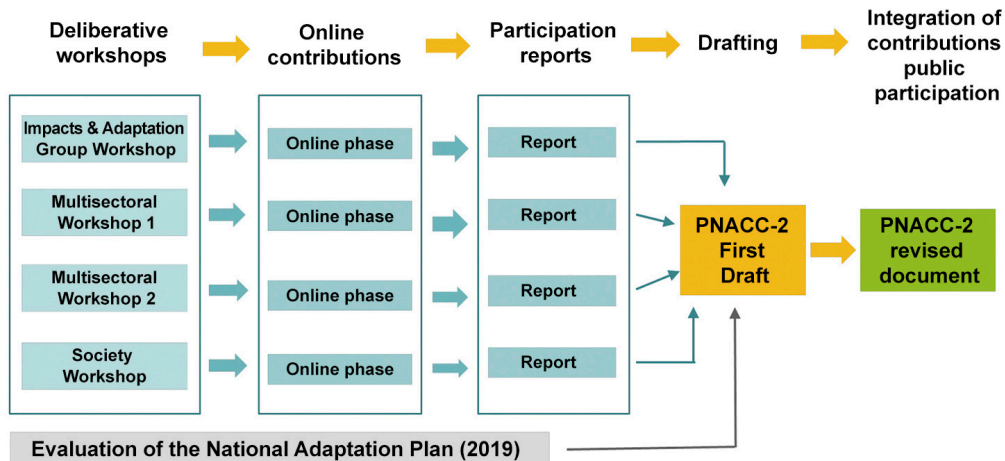 Deliberative
workshops
Online
contributions
Participation
reports
Drafting
Integration of
contributions
public
participation
Impacts & Adaptation
Group Workshop
Online phase
Report
Multisectoral
Workshop 1
Online phase
Report
PNACC-2
First
Draft
PNACC-2
revised
document
Multisectoral
Workshop 2
Online phase
Report
Society
Workshop
Online phase
Report
Evaluation of the National Adaptation Plan (2019)